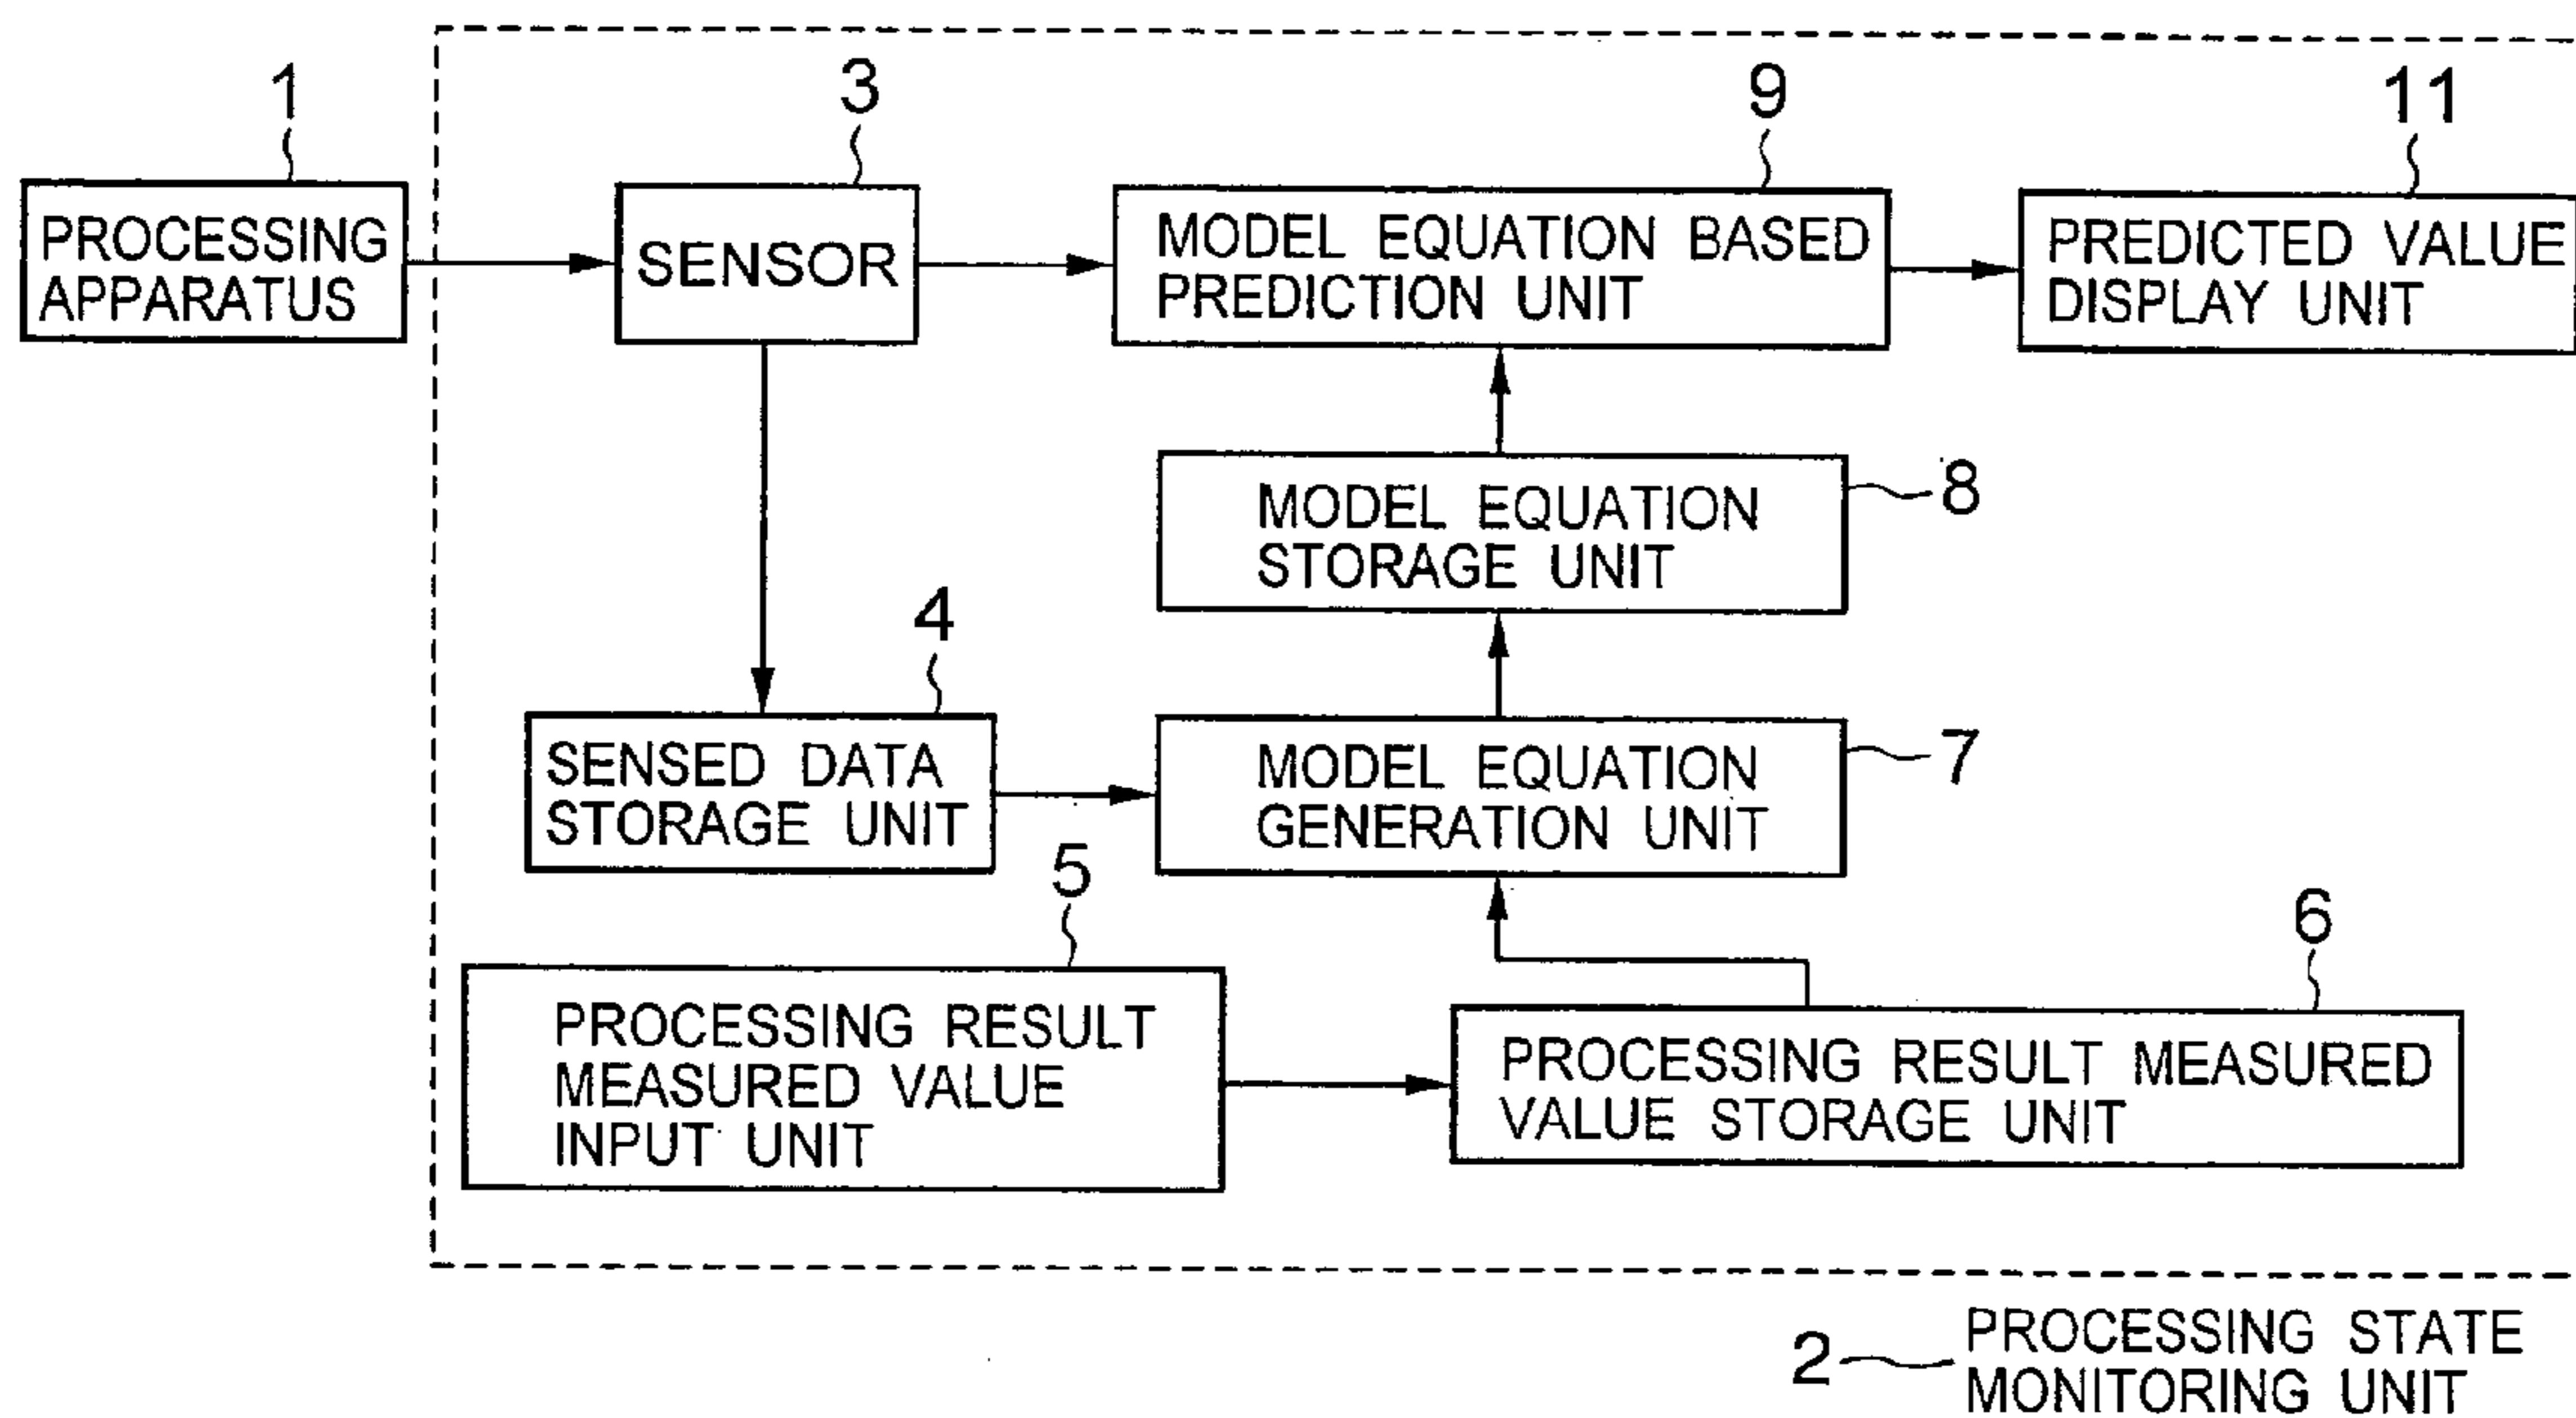 1
3
9
11
PROCESSING
APPARATUS
SENSOR
MODEL EQUATION BASED
PREDICTION UNIT
PREDICTED VALUE
DISPLAY UNIT
MODEL EQUATION
STORAGE UNIT
8
4
SENSED DATA
STORAGE UNIT
MODEL EQUATION
GENERATION UNIT
7
5
6
PROCESSING RESULT
MEASURED VALUE
INPUT UNIT
PROCESSING RESULT MEASURED
VALUE STORAGE UNIT
2
PROCESSING STATE
MONITORING UNIT